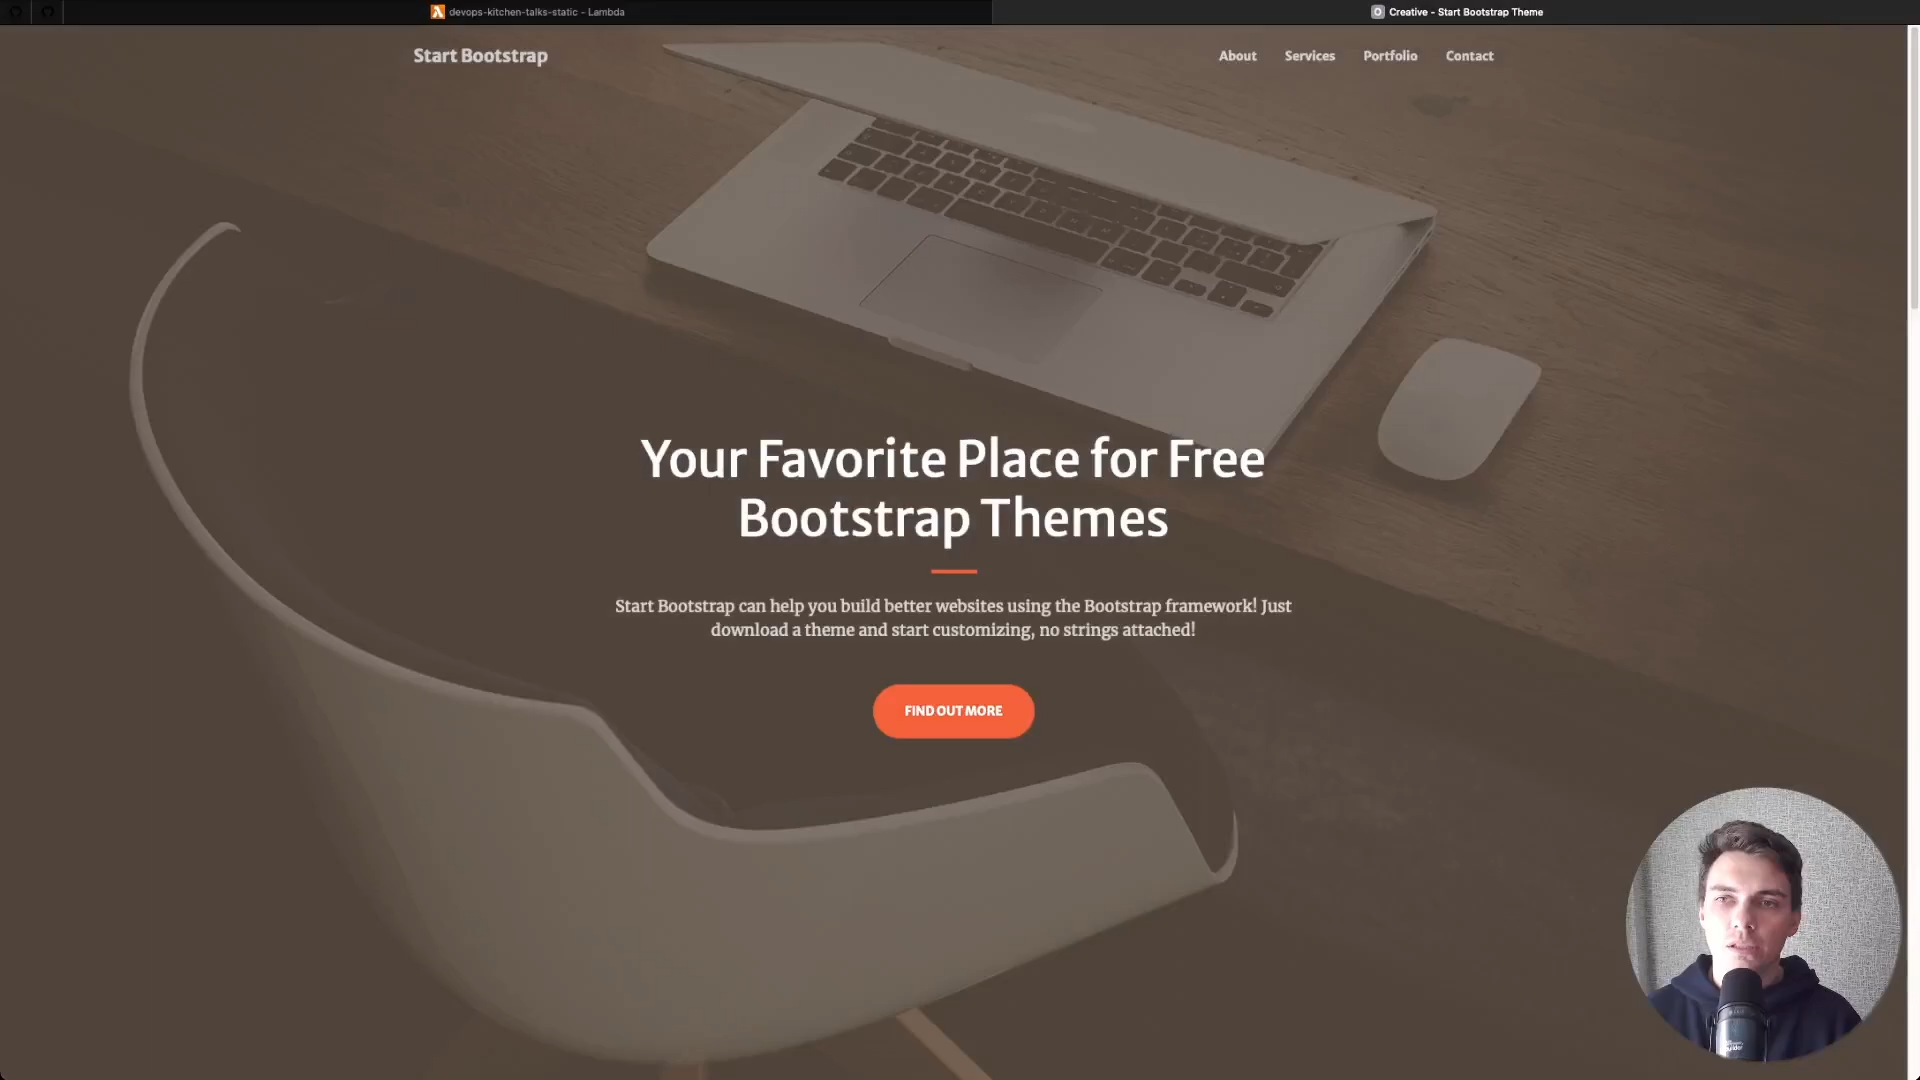 devops-kitchen-talks-static - Lambda
Creative - Start Bootstrap Theme
Start Bootstrap
About
Services
Portfolio
Contact
Your Favorite Place for Free
Bootstrap Themes
Start Bootstrap can help you build better websites using the Bootstrap framework! Just
download a theme and start customizing, no strings attached!
FIND OUT MORE